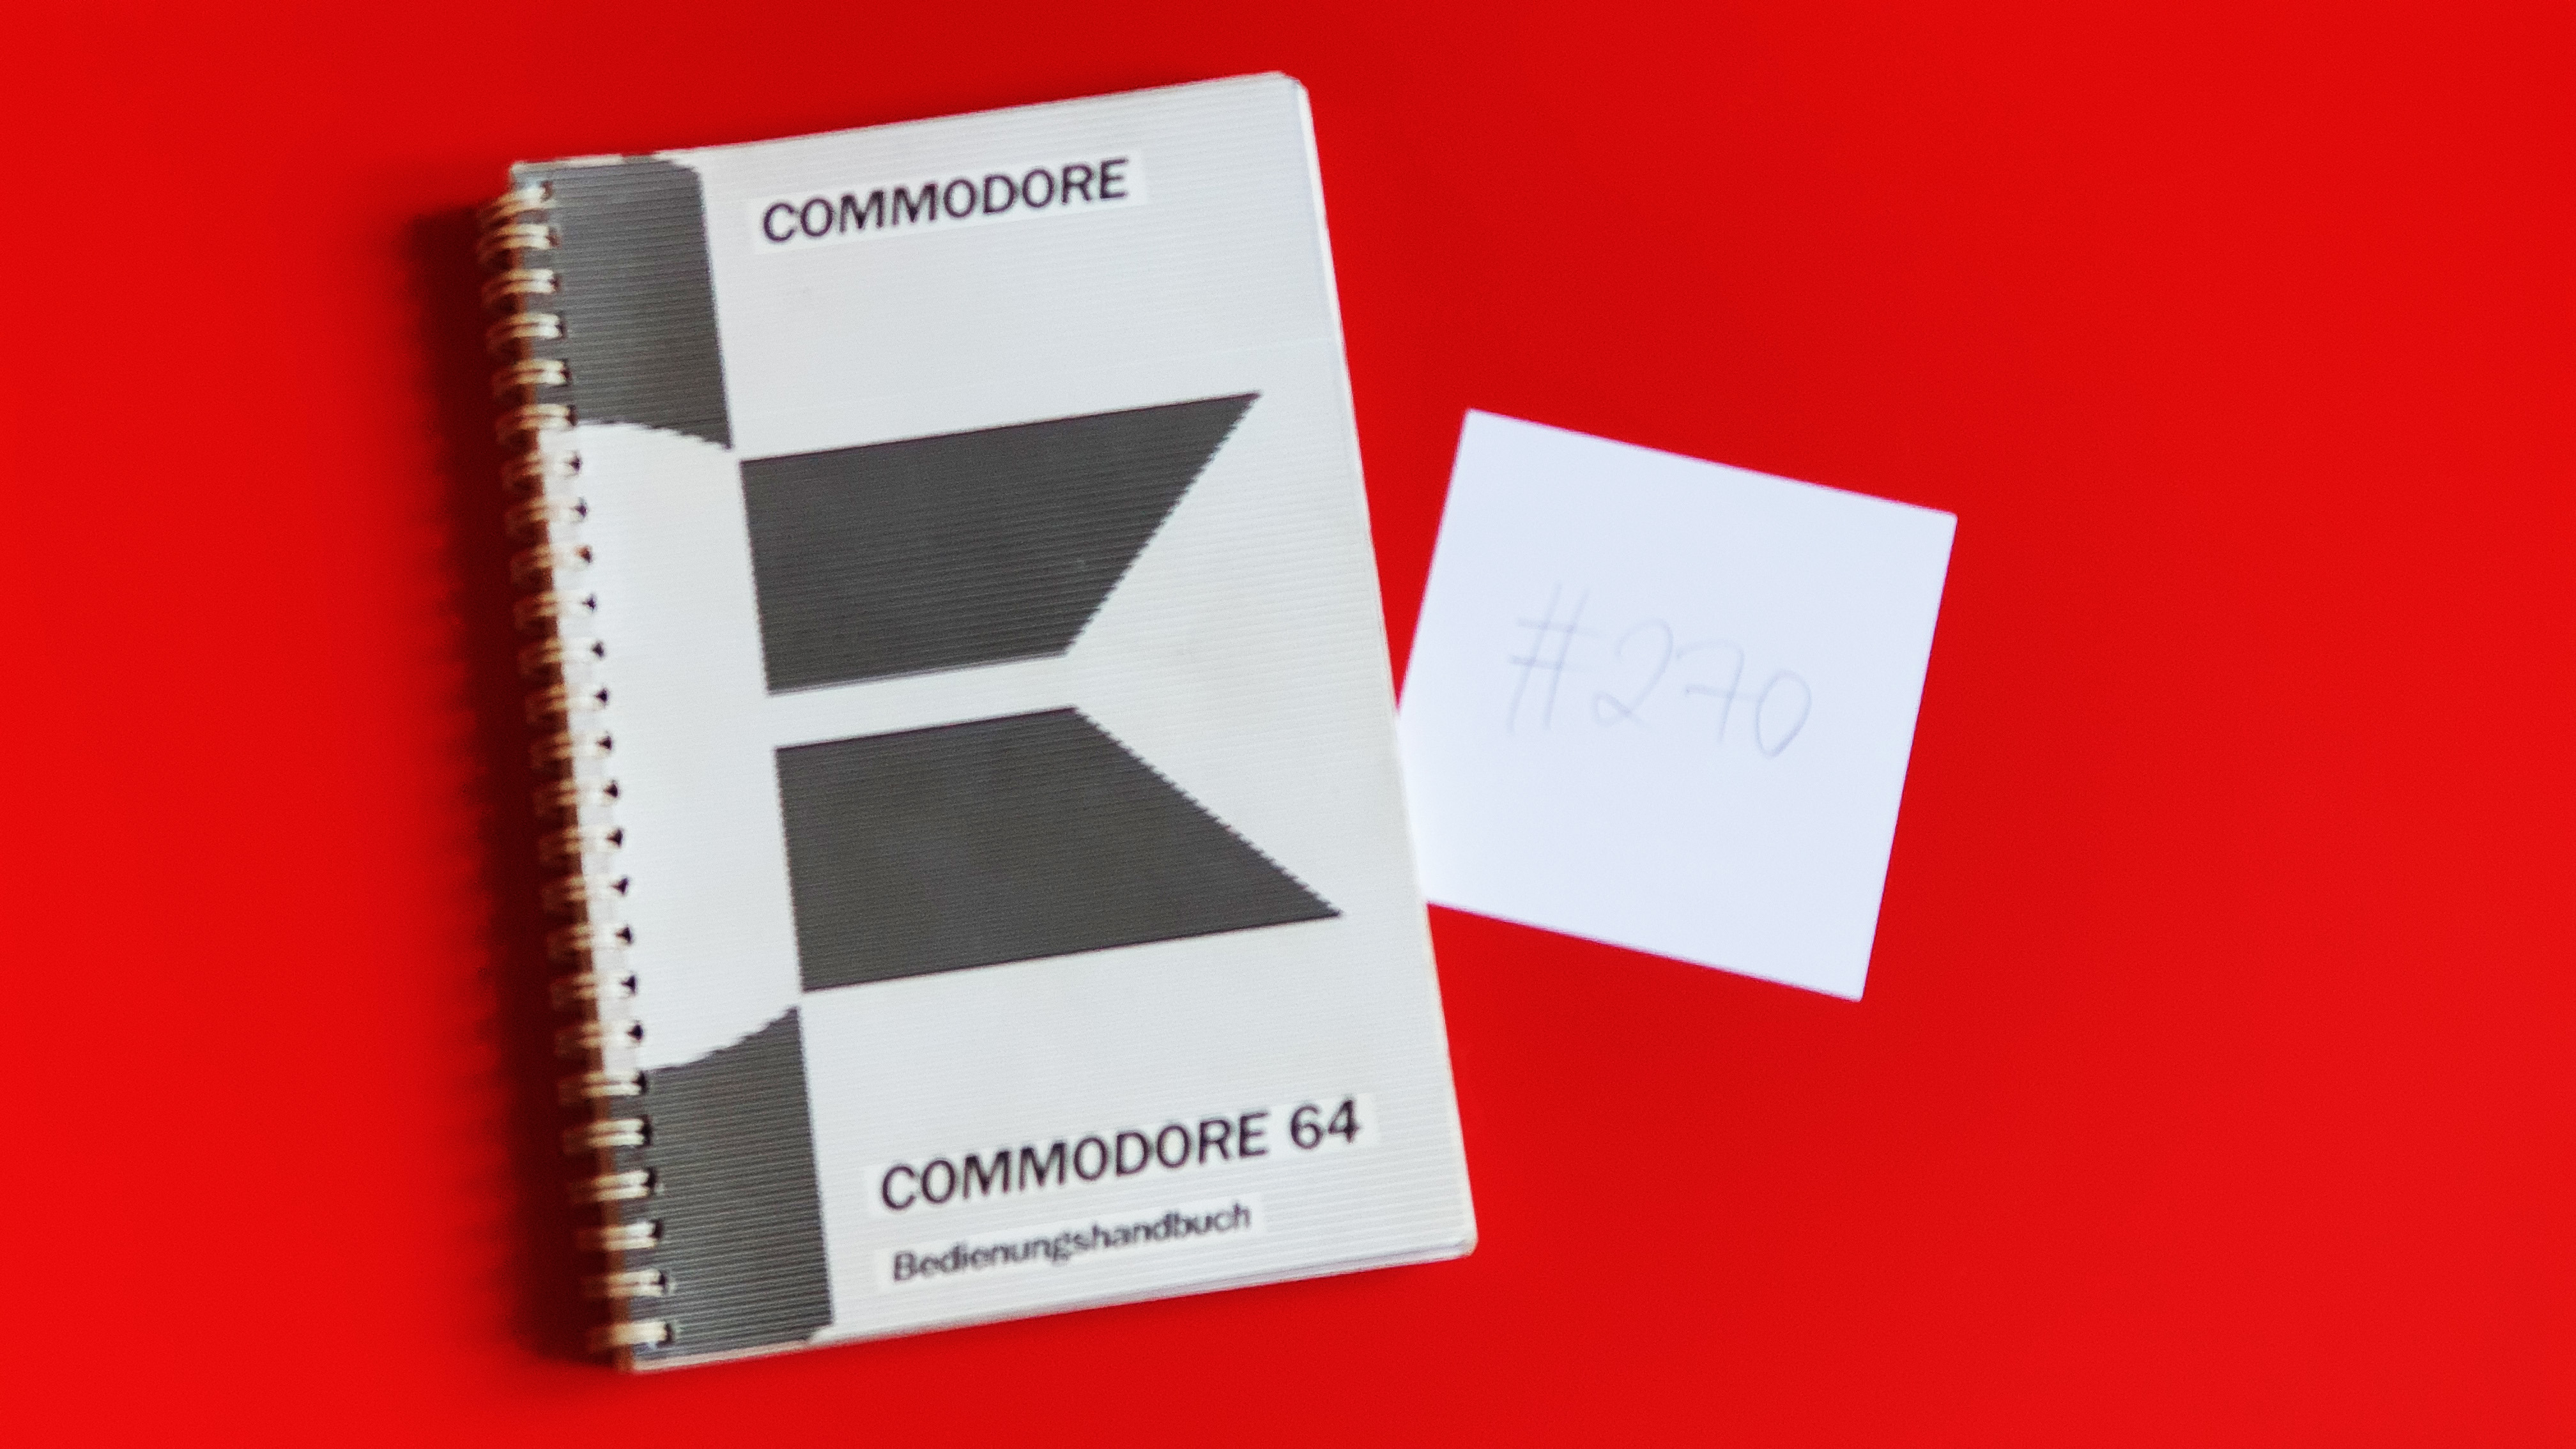 COMMODORE
COMMODORE 64
Bedienungshandbuch
#270